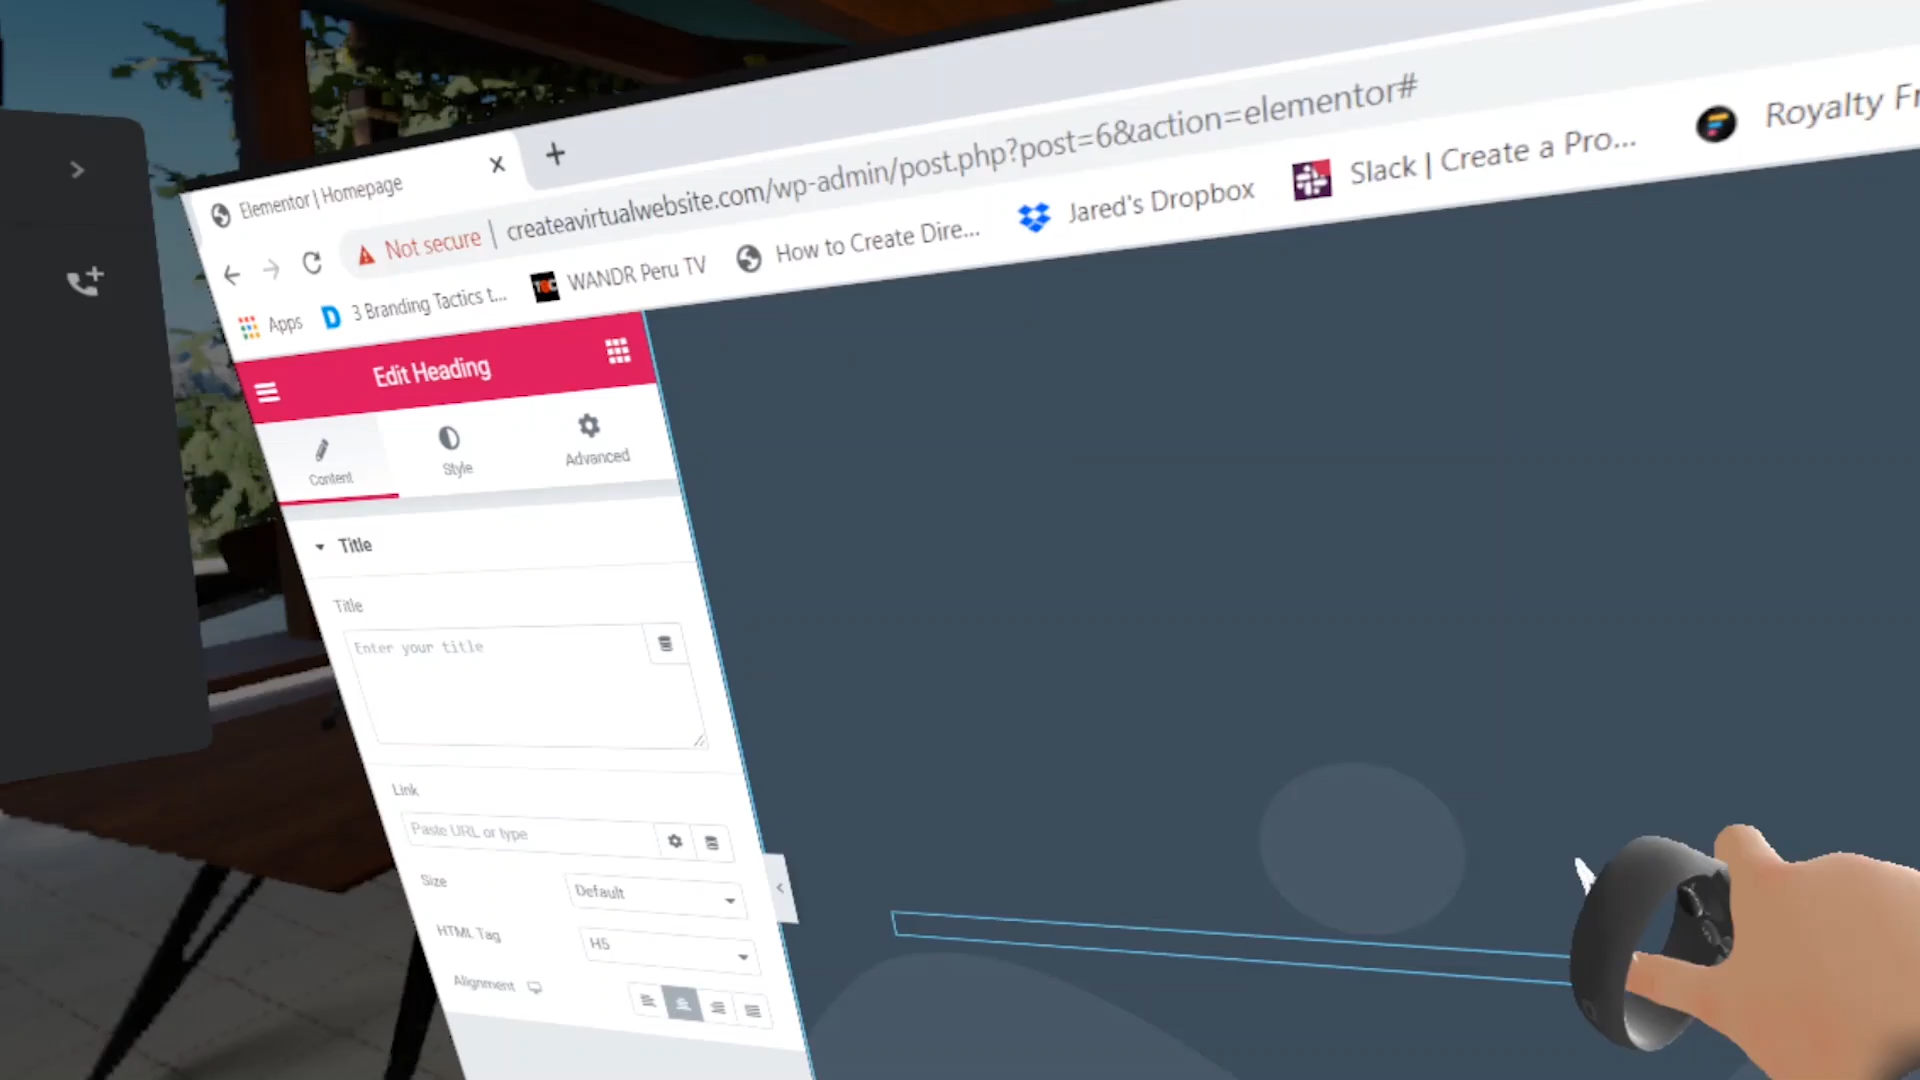 Elementor | Homepage
Not secure | createavirtualwebsite.com/wp-admin/post.php?post=6&action=elementor#
Apps 3 Branding Tactics t... WANDR Peru TV How to Create Dire... Jared's Dropbox Slack | Create a Pro... Royalty
Edit Heading
Content Style Advanced
Title
Title
Enter your title
Link
Paste URL or type
Size Default
HTML Tag H5
Alignment